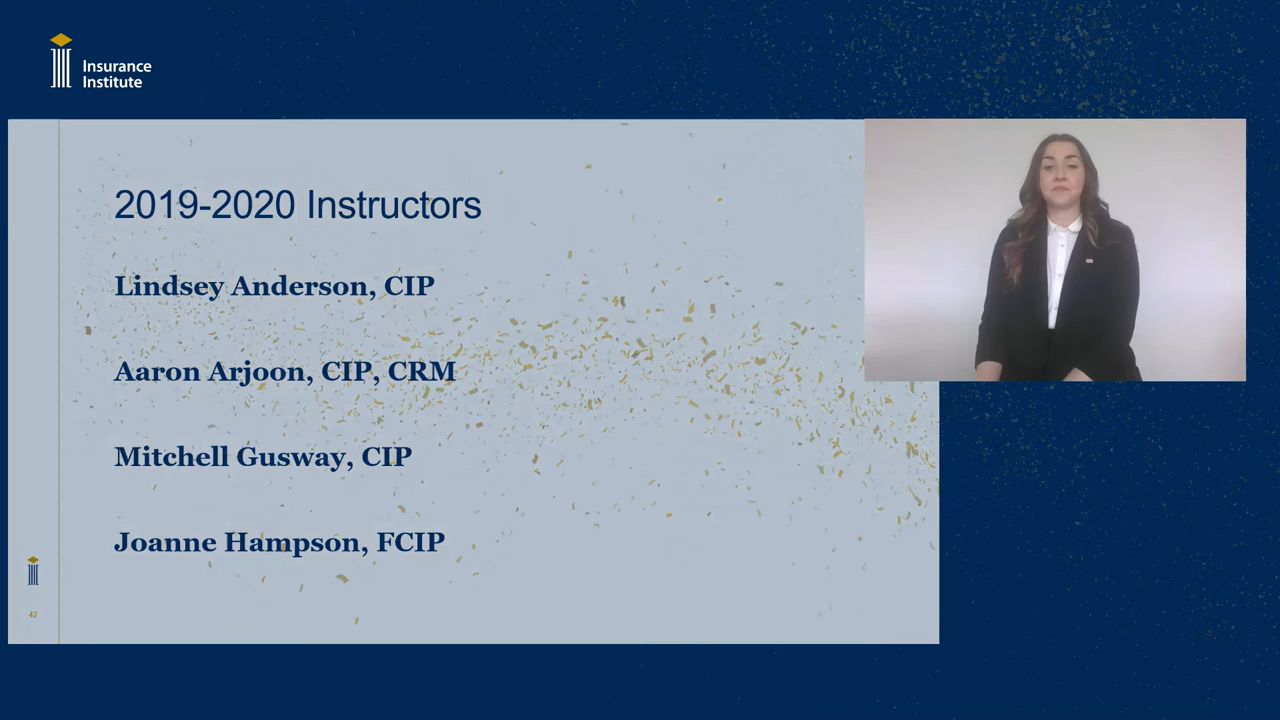 Insurance
Institute
2019-2020 Instructors
Lindsey Anderson, CIP
Aaron Arjoon, CIP, CRM
Mitchell Gusway, CIP
Joanne Hampson, FCIP
42